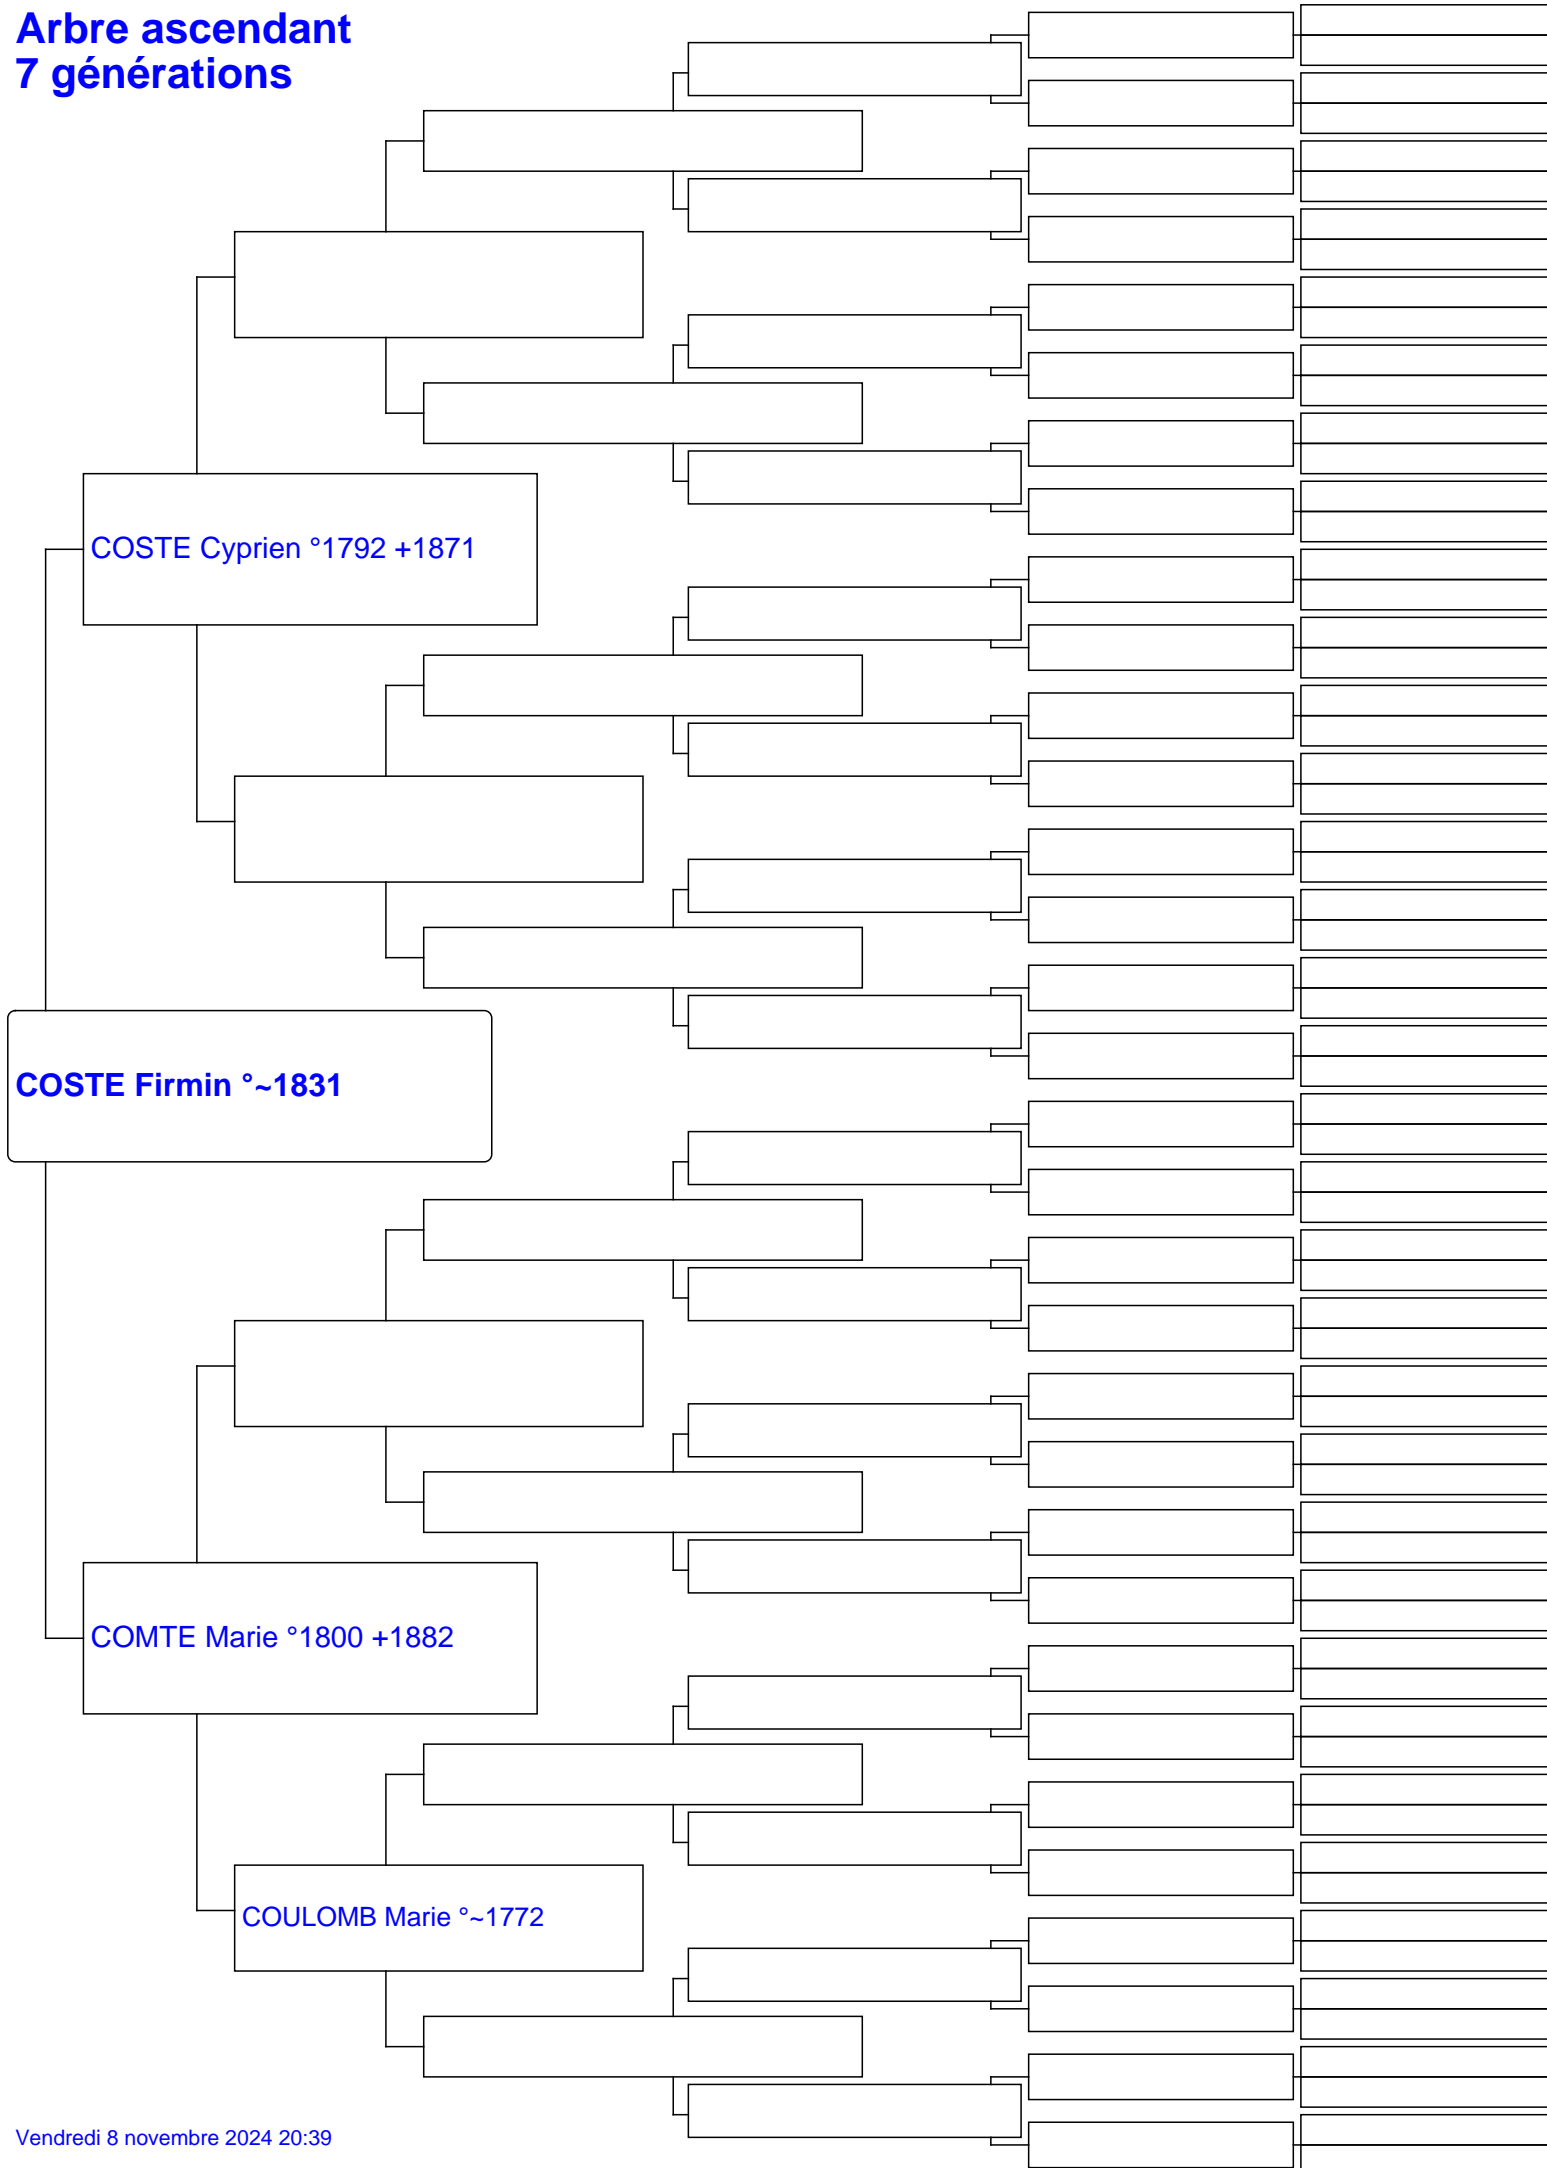 Arbre ascendant
7 générations
COSTE Cyprien °1792 +1871
COSTE Firmin °~1831
COMTE Marie °1800 +1882
COULOMB Marie °~1772
Vendredi 8 novembre 2024 20:39